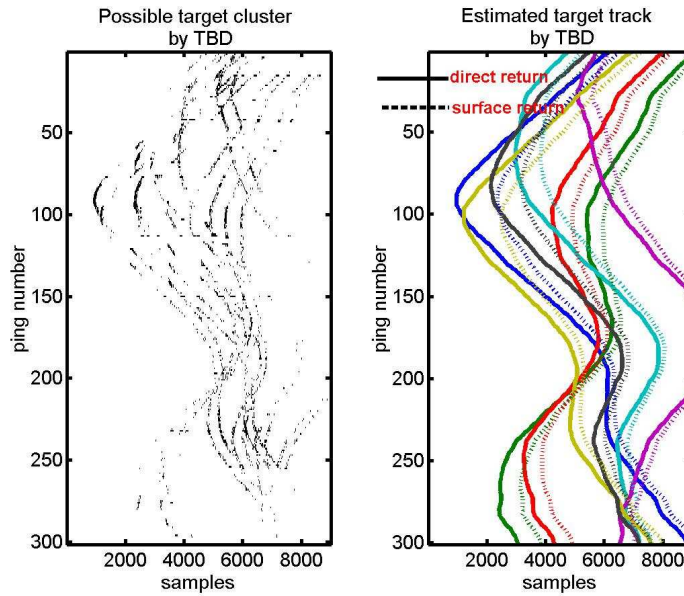 Possible target cluster
by TBD
ping number
50
100
150
200
250
300
2000 4000 6000 8000
samples
Estimated target track
by TBD
direct return
surface return
ping number
50
100
150
200
250
300
2000 4000 6000 8000
samples